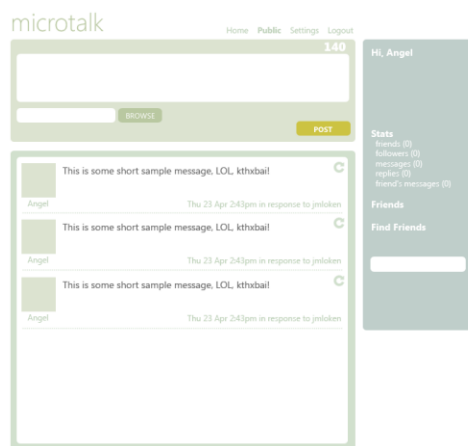 microtalk
Home Public Settings Logout
140
BROWSE
POST
This is some short sample message, LOL, kthxbai!
Angel
Thu 23 Apr 2:43pm in response to jmloken
This is some short sample message, LOL, kthxbai!
Angel
Thu 23 Apr 2:43pm in response to jmloken
This is some short sample message, LOL, kthxbai!
Angel
Thu 23 Apr 2:43pm in response to jmloken
Hi, Angel
Stats
friends (0)
followers (0)
messages (0)
replies (0)
friend's messages (0)
Friends
Find Friends